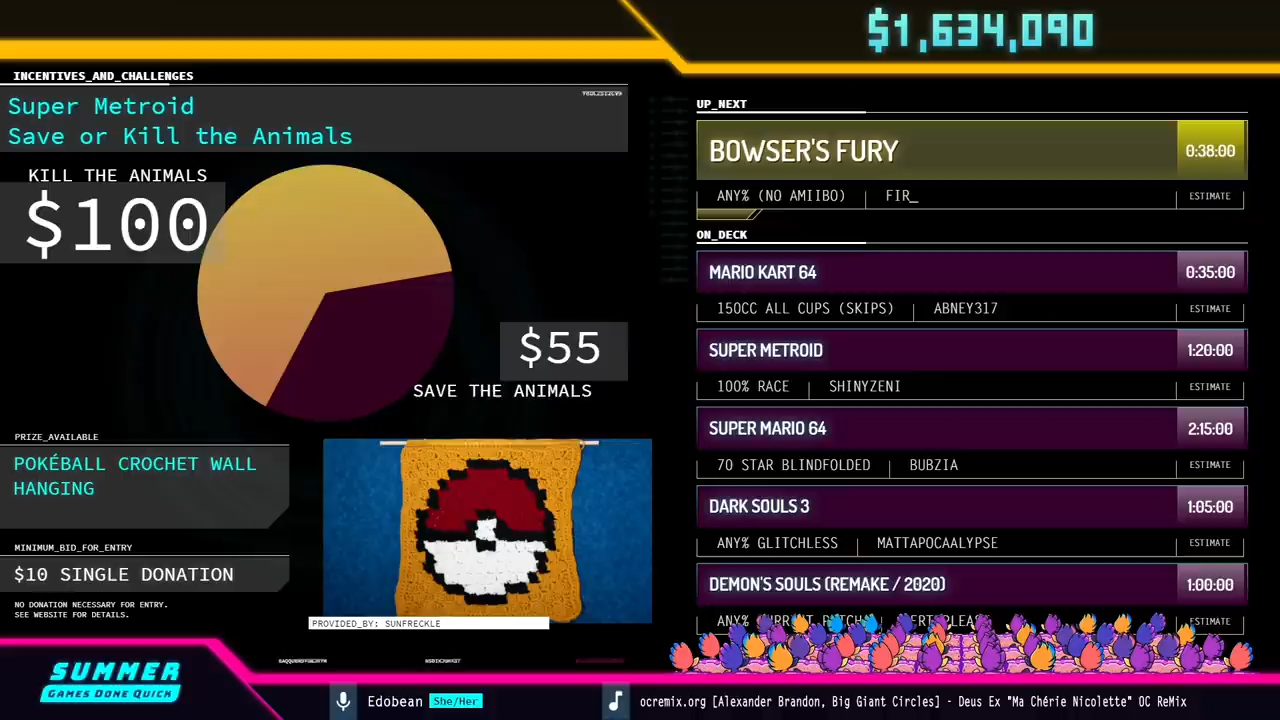 $1,634,090
INCENTIVES_AND_CHALLENGES
Super Metroid
Save or Kill the Animals
KILL THE ANIMALS
$100
$55
SAVE THE ANIMALS
PRIZE_AVAILABLE
POKÉBALL CROCHET WALL
HANGING
MINIMUM_BID_FOR_ENTRY
$10 SINGLE DONATION
NO DONATION NECESSARY FOR ENTRY.
SEE WEBSITE FOR DETAILS.
PROVIDED_BY: SUNFRECKLE
UP_NEXT
BOWSER'S FURY 0:38:00
ANY% (NO AMIIBO) FIR_ ESTIMATE
ON_DECK
MARIO KART 64 0:35:00
150CC ALL CUPS (SKIPS) ABNEY317 ESTIMATE
SUPER METROID 1:20:00
100% RACE SHINYZENI ESTIMATE
SUPER MARIO 64 2:15:00
70 STAR BLINDFOLDED BUBZIA ESTIMATE
DARK SOULS 3 1:05:00
ANY% GLITCHLESS MATTAPOCAALYPSE ESTIMATE
DEMON'S SOULS (REMAKE / 2020) 1:00:00
ANY% ESTIMATE
SUMMER
GAMES DONE QUICK
Edobean She/Her
ocremix.org [Alexander Brandon, Big Giant Circles] - Deus Ex "Ma Chérie Nicolette" OC ReMix